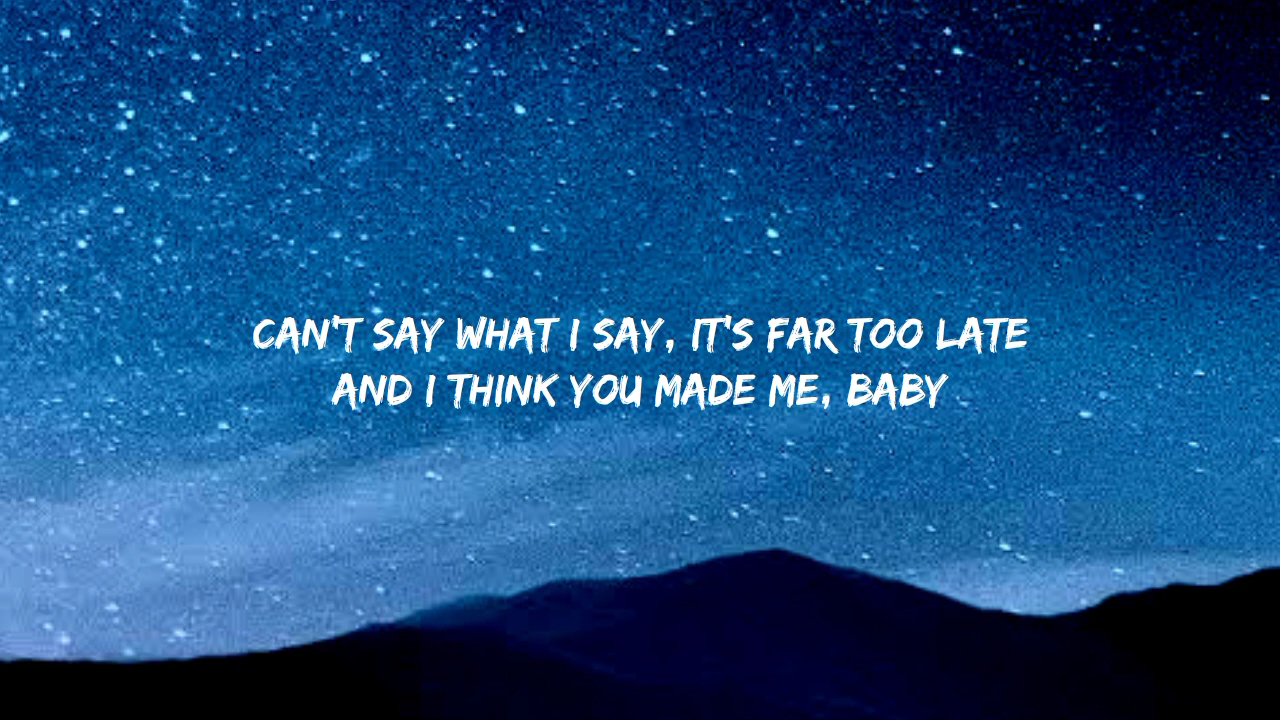 CAN'T SAY WHAT I SAY, IT'S FAR TOO LATE
AND I THINK YOU MADE ME, BABY